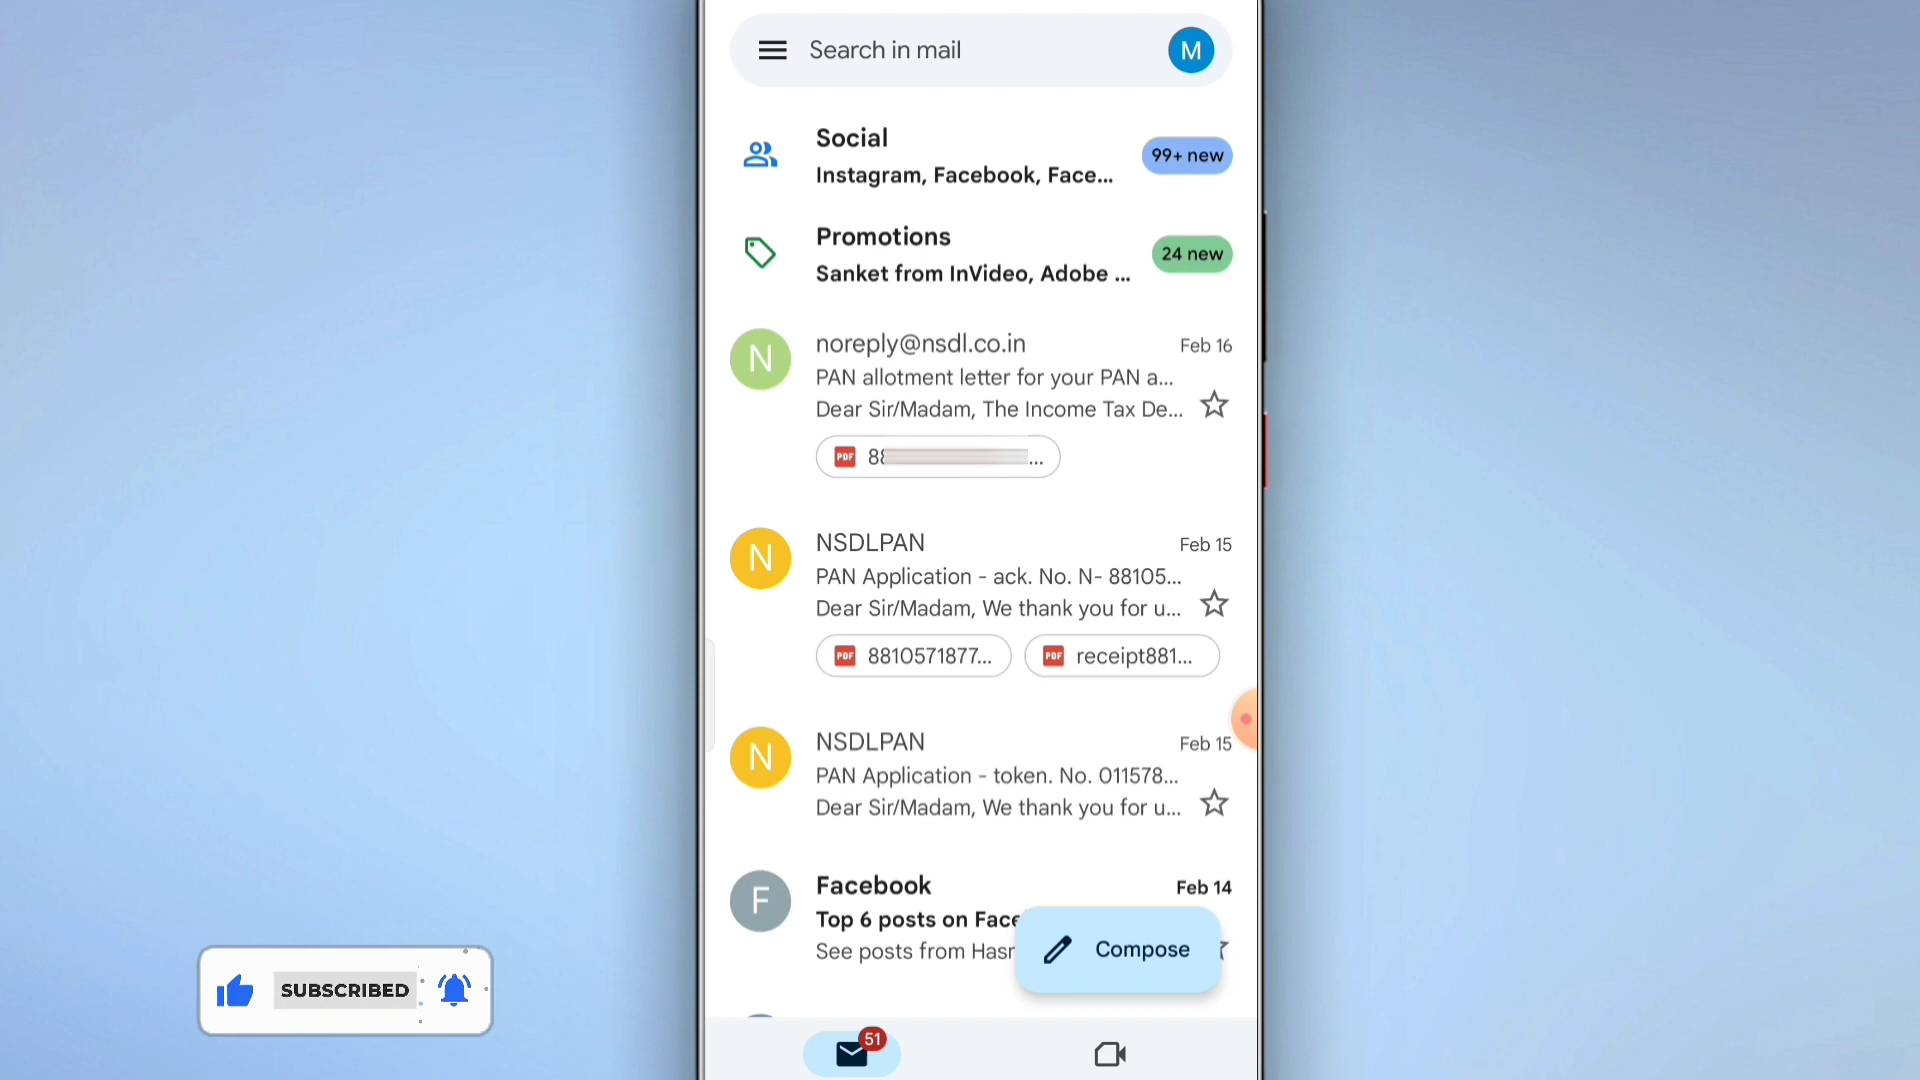 Search in mail
M
Social
99+ new
Instagram, Facebook, Face...
Promotions
24 new
Sanket from InVideo, Adobe ...
N
noreply@nsdl.co.in
Feb 16
PAN allotment letter for your PAN a...
Dear Sir/Madam, The Income Tax De...
PDF
...
N
NSDLPAN
Feb 15
PAN Application - ack. No. N- 88105...
Dear Sir/Madam, We thank you for u...
PDF 8810571877...
PDF receipt881...
N
NSDLPAN
Feb 15
PAN Application - token. No. 011578...
Dear Sir/Madam, We thank you for u...
F
Facebook
Feb 14
Top 6 posts on Face
See posts from Hasr
Compose
SUBSCRIBED
51